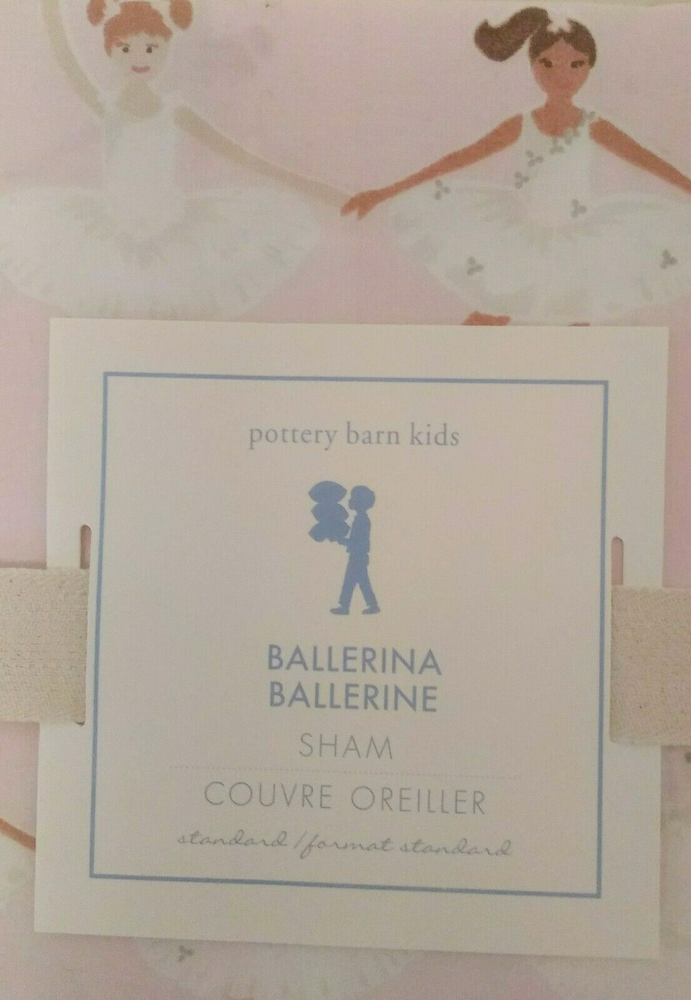 pottery barn kids
BALLERINA
BALLERINE
SHAM
COUVRE OREILLER
standard / format standard